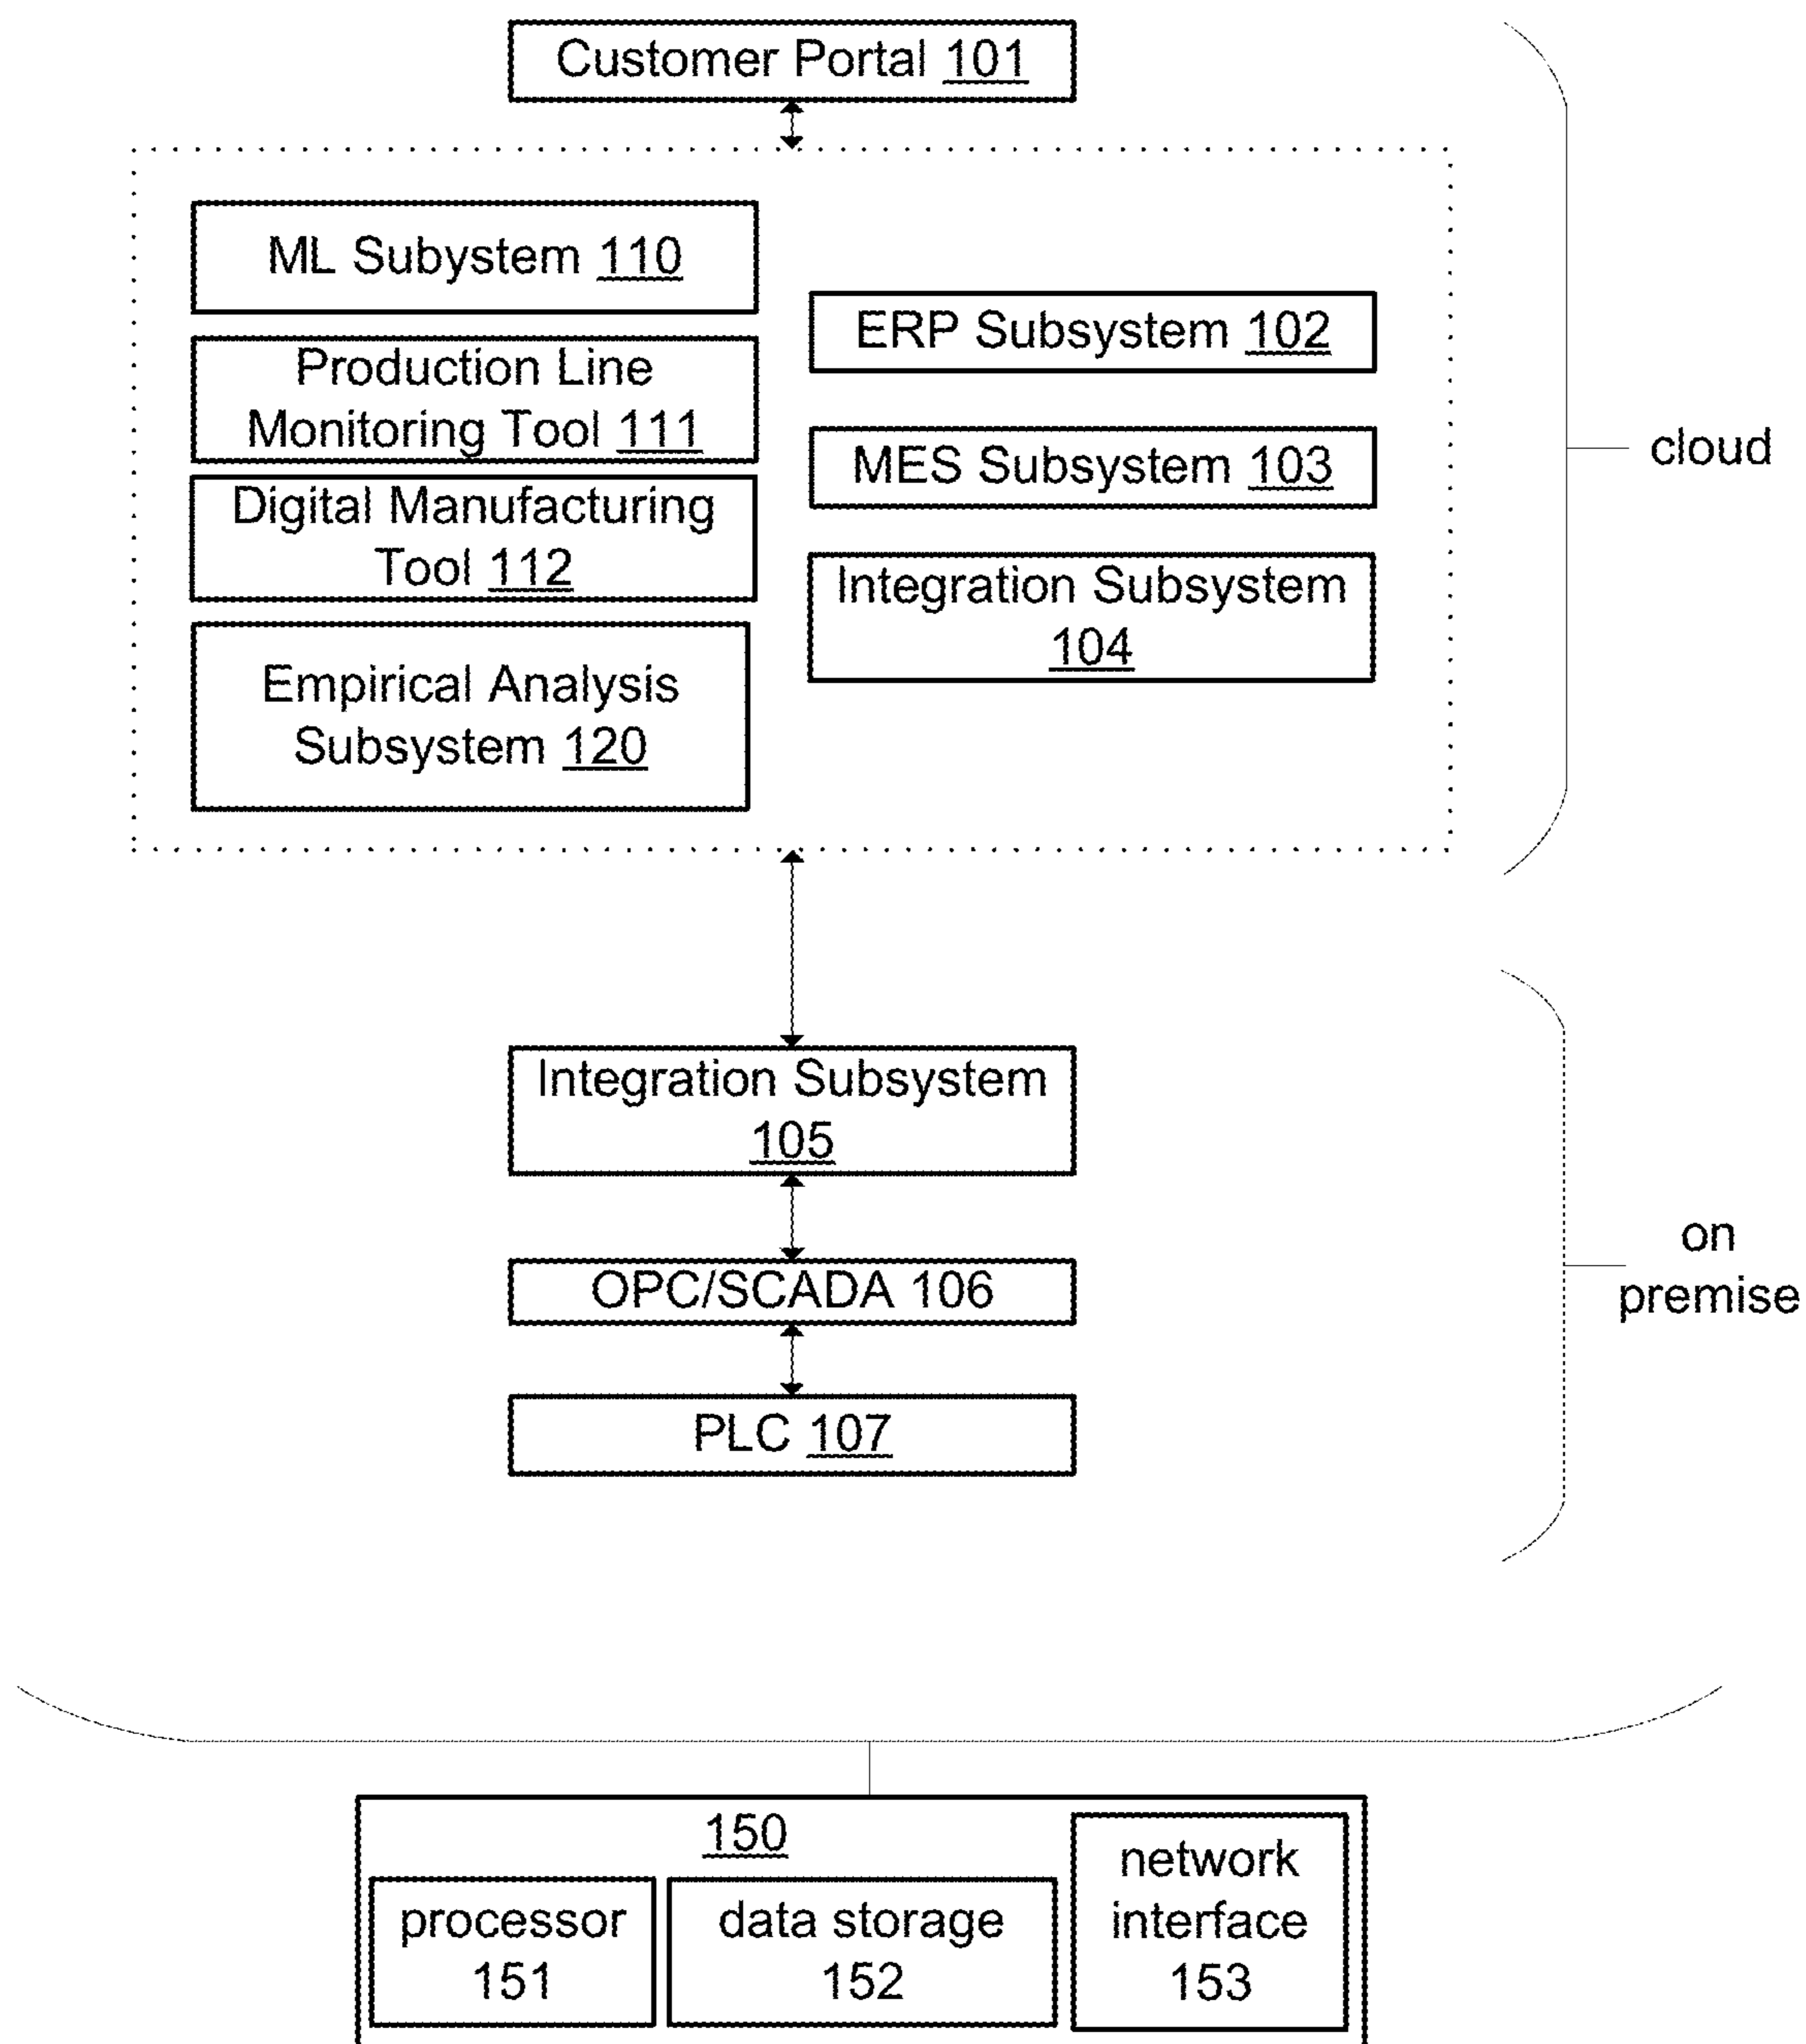 Customer Portal 101
ML Subystem 110
Production Line
Monitoring Tool 111
Digital Manufacturing
Tool 112
Empirical Analysis
Subsystem 120
ERP Subsystem 102
MES Subsystem 103
Integration Subsystem
104
cloud
Integration Subsystem
105
OPC/SCADA 106
PLC 107
on
premise
150
processor
151
data storage
152
network
interface
153